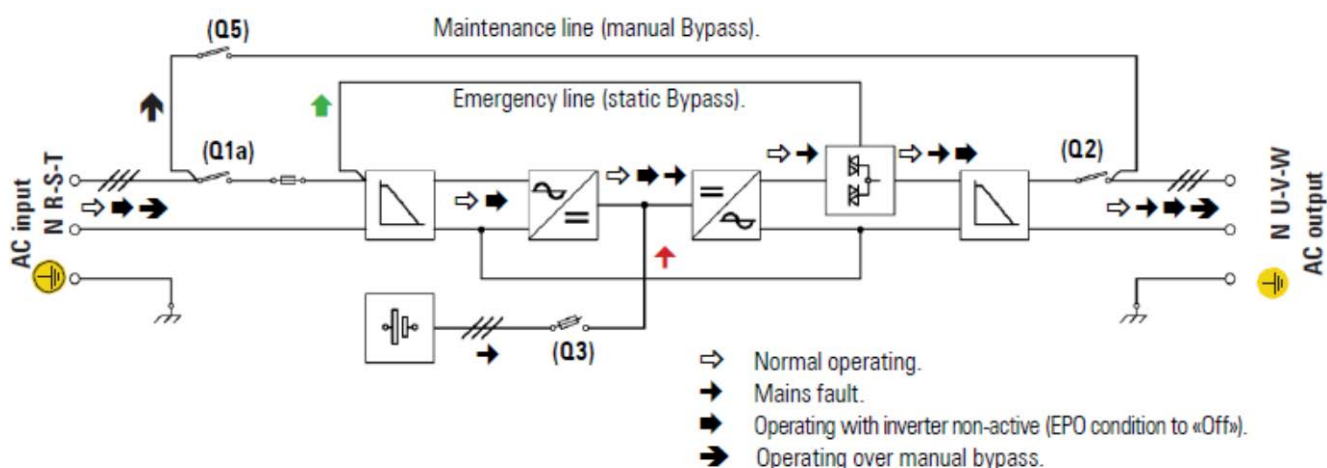 (Q5)
Maintenance line (manual Bypass).
Emergency line (static Bypass).
(Q1a)
(Q2)
AC input
N R-S-T
N U-V-W
AC output
(Q3)
Normal operating.
Mains fault.
Operating with inverter non-active (EPO condition to «Off»).
Operating over manual bypass.